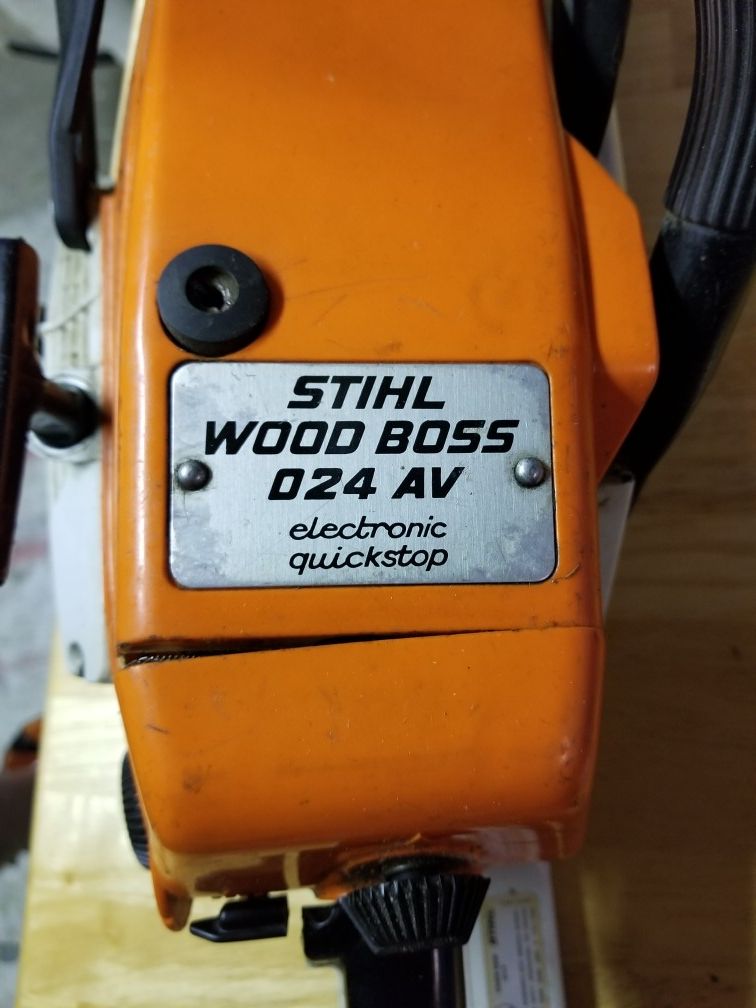 STIHL
WOOD BOSS
024 AV
electronic
quickstop